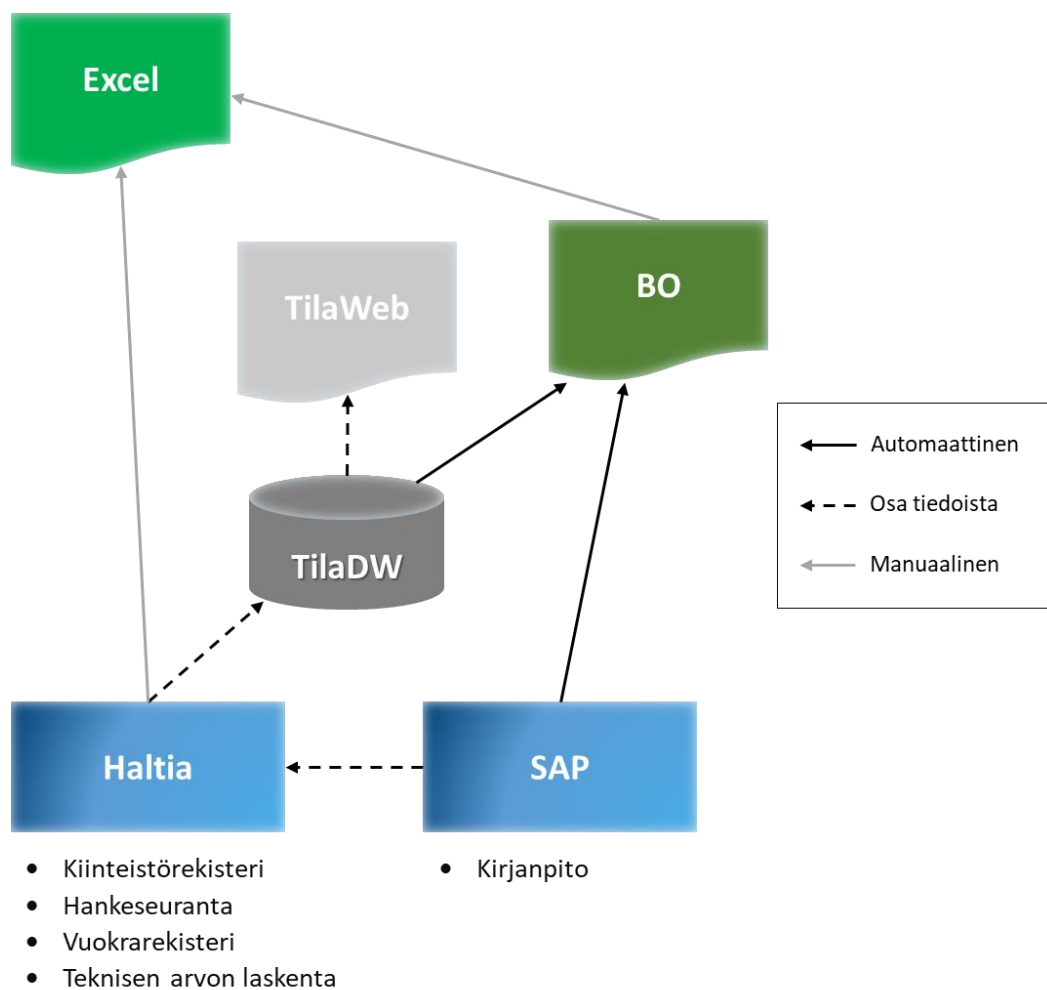 Excel
BO
TilaWeb
Automaattinen
Osa tiedoista
TilaDW
Manuaalinen
Haltia
SAP
• Kiinteistörekisteri
• Hankeseuranta
• Vuokrarekisteri
• Teknisen arvon laskenta
• Kirjanpito